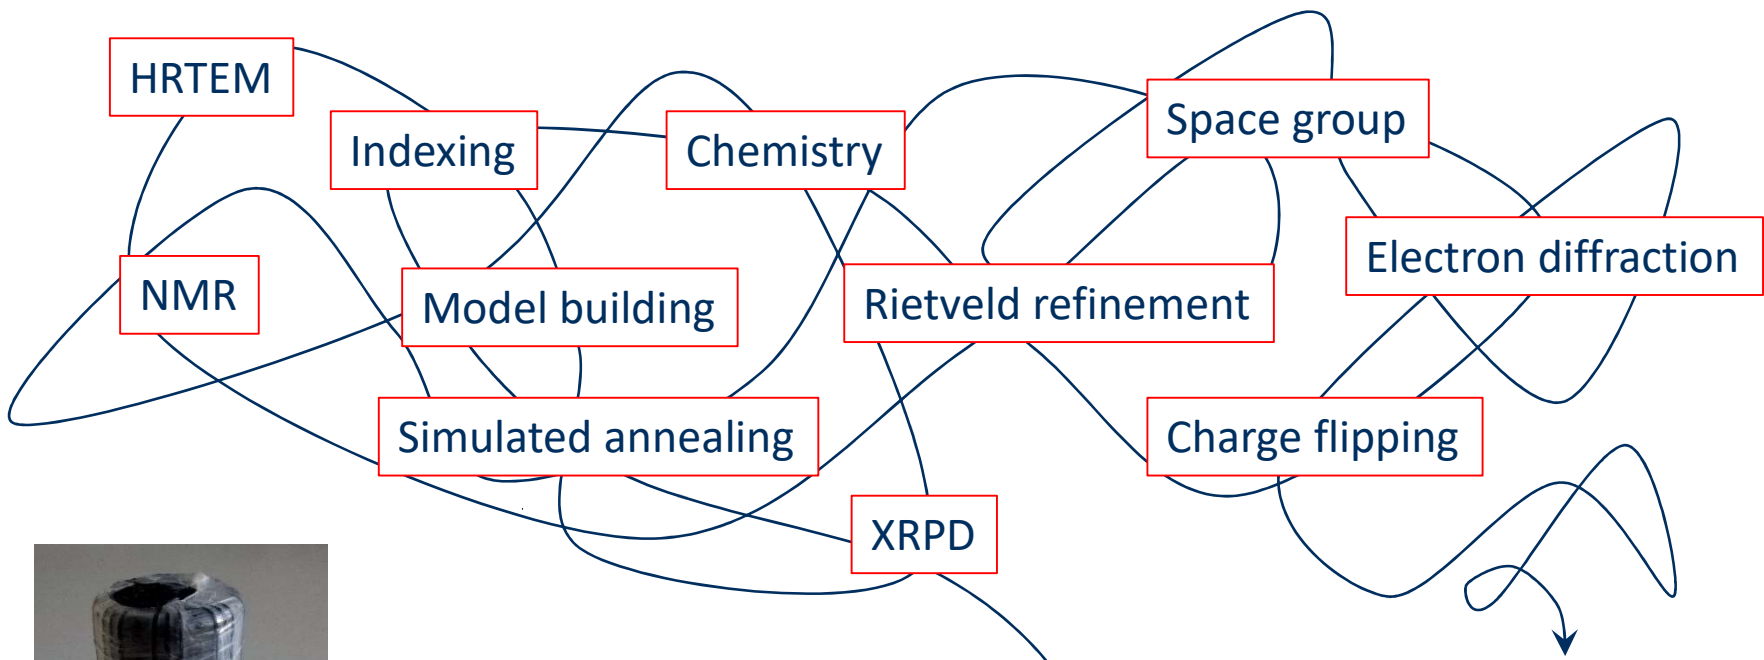 HRTEM
Indexing
Chemistry
Space group
NMR
Model building
Rietveld refinement
Electron diffraction
Simulated annealing
Charge flipping
XRPD